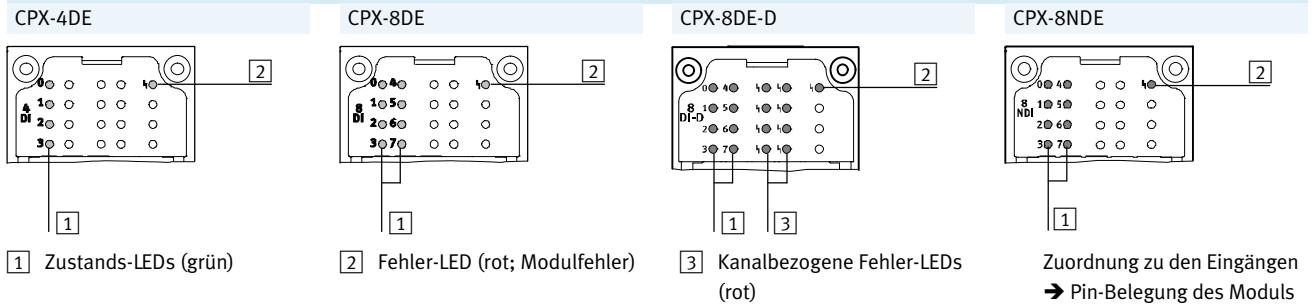 CPX-4DE
CPX-8DE
CPX-8DE-D
CPX-8NDE
0
1
2
3
4
DI
2
1
0 4
1 5
2 6
3 7
8
DI
2
1
0 4
1 5
2 6
3 7
8
DI-D
2
1
3
0 4
1 5
2 6
3 7
8
NDI
2
1
1 Zustands-LEDs (grün)
2 Fehler-LED (rot; Modulfehler)
3 Kanalbezogene Fehler-LEDs
(rot)
Zuordnung zu den Eingängen
➔ Pin-Belegung des Moduls